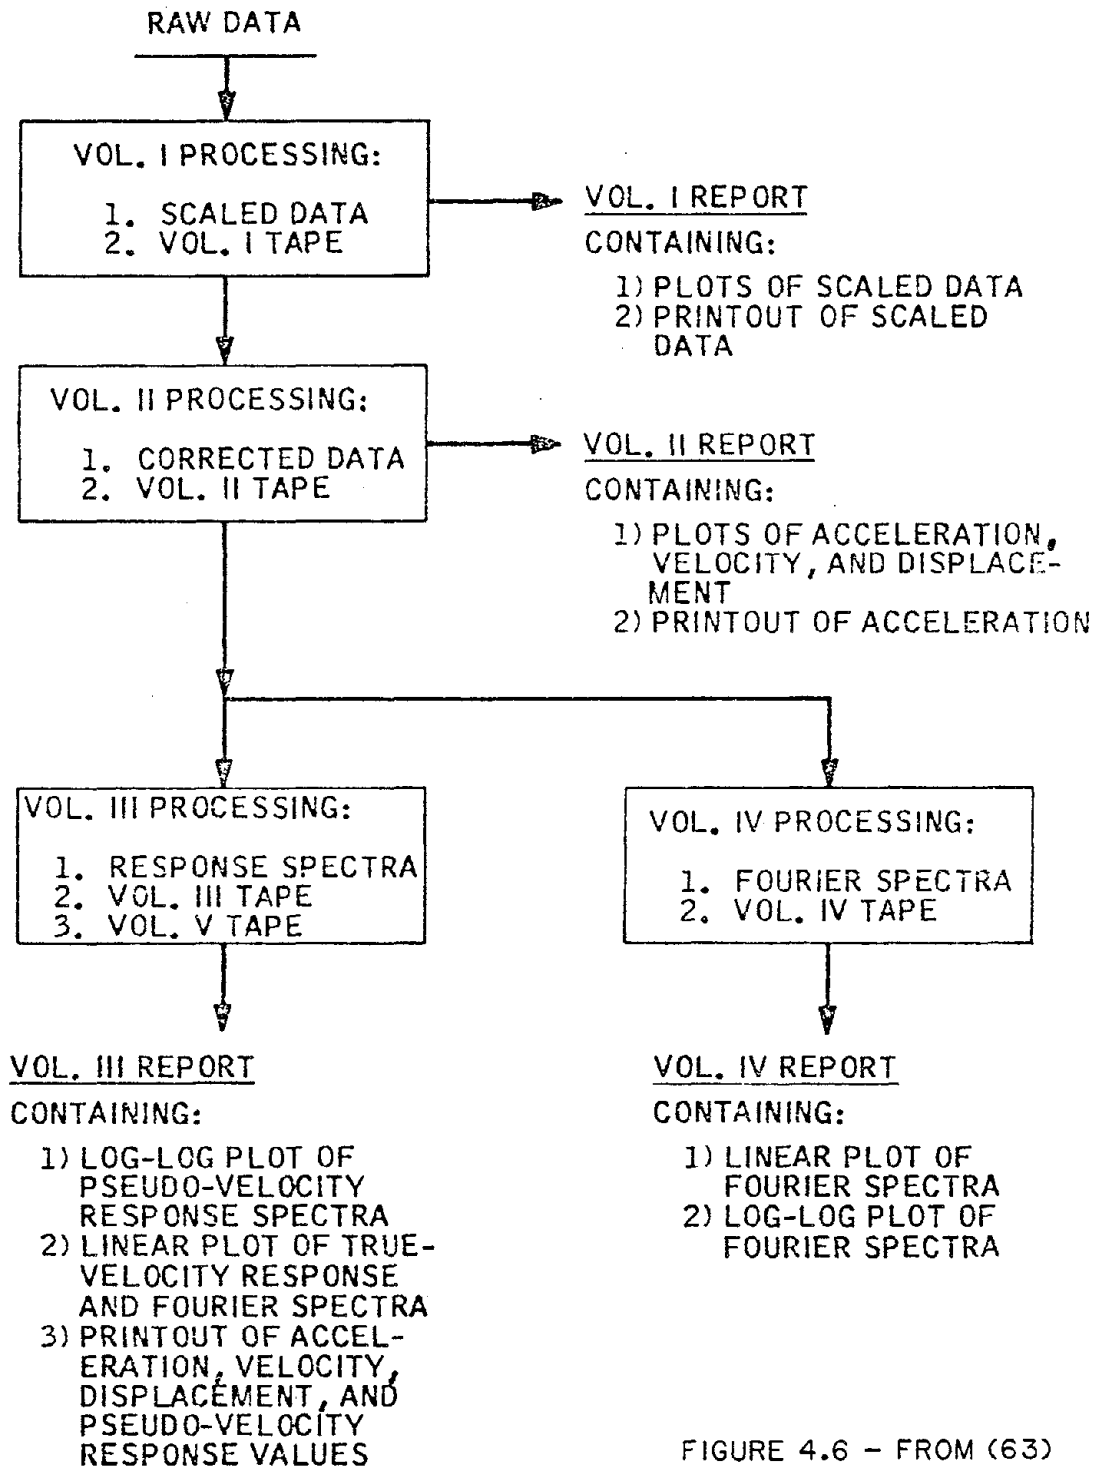 RAW DATA
VOL. I PROCESSING:
1. SCALED DATA
2. VOL. I TAPE
VOL. I REPORT
CONTAINING:
1) PLOTS OF SCALED DATA
2) PRINTOUT OF SCALED
DATA
VOL. II PROCESSING:
1. CORRECTED DATA
2. VOL. II TAPE
VOL. II REPORT
CONTAINING:
1) PLOTS OF ACCELERATION,
VELOCITY, AND DISPLACE-
MENT
2) PRINTOUT OF ACCELERATION
VOL. III PROCESSING:
1. RESPONSE SPECTRA
2. VOL. III TAPE
3. VOL. V TAPE
VOL. IV PROCESSING:
1. FOURIER SPECTRA
2. VOL. IV TAPE
VOL. III REPORT
CONTAINING:
1) LOG-LOG PLOT OF
PSEUDO-VELOCITY
RESPONSE SPECTRA
2) LINEAR PLOT OF TRUE-
VELOCITY RESPONSE
AND FOURIER SPECTRA
3) PRINTOUT OF ACCEL-
ERATION, VELOCITY,
DISPLACEMENT, AND
PSEUDO-VELOCITY
RESPONSE VALUES
VOL. IV REPORT
CONTAINING:
1) LINEAR PLOT OF
FOURIER SPECTRA
2) LOG-LOG PLOT OF
FOURIER SPECTRA
FIGURE 4.6 - FROM (63)